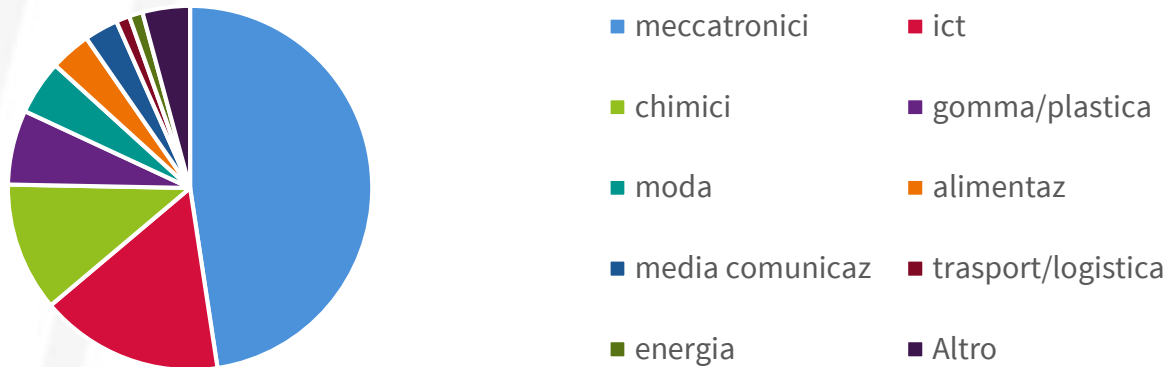 meccatronici
ict
chimici
gomma/plastica
moda
alimentaz
media comunicaz
trasport/logistica
energia
Altro